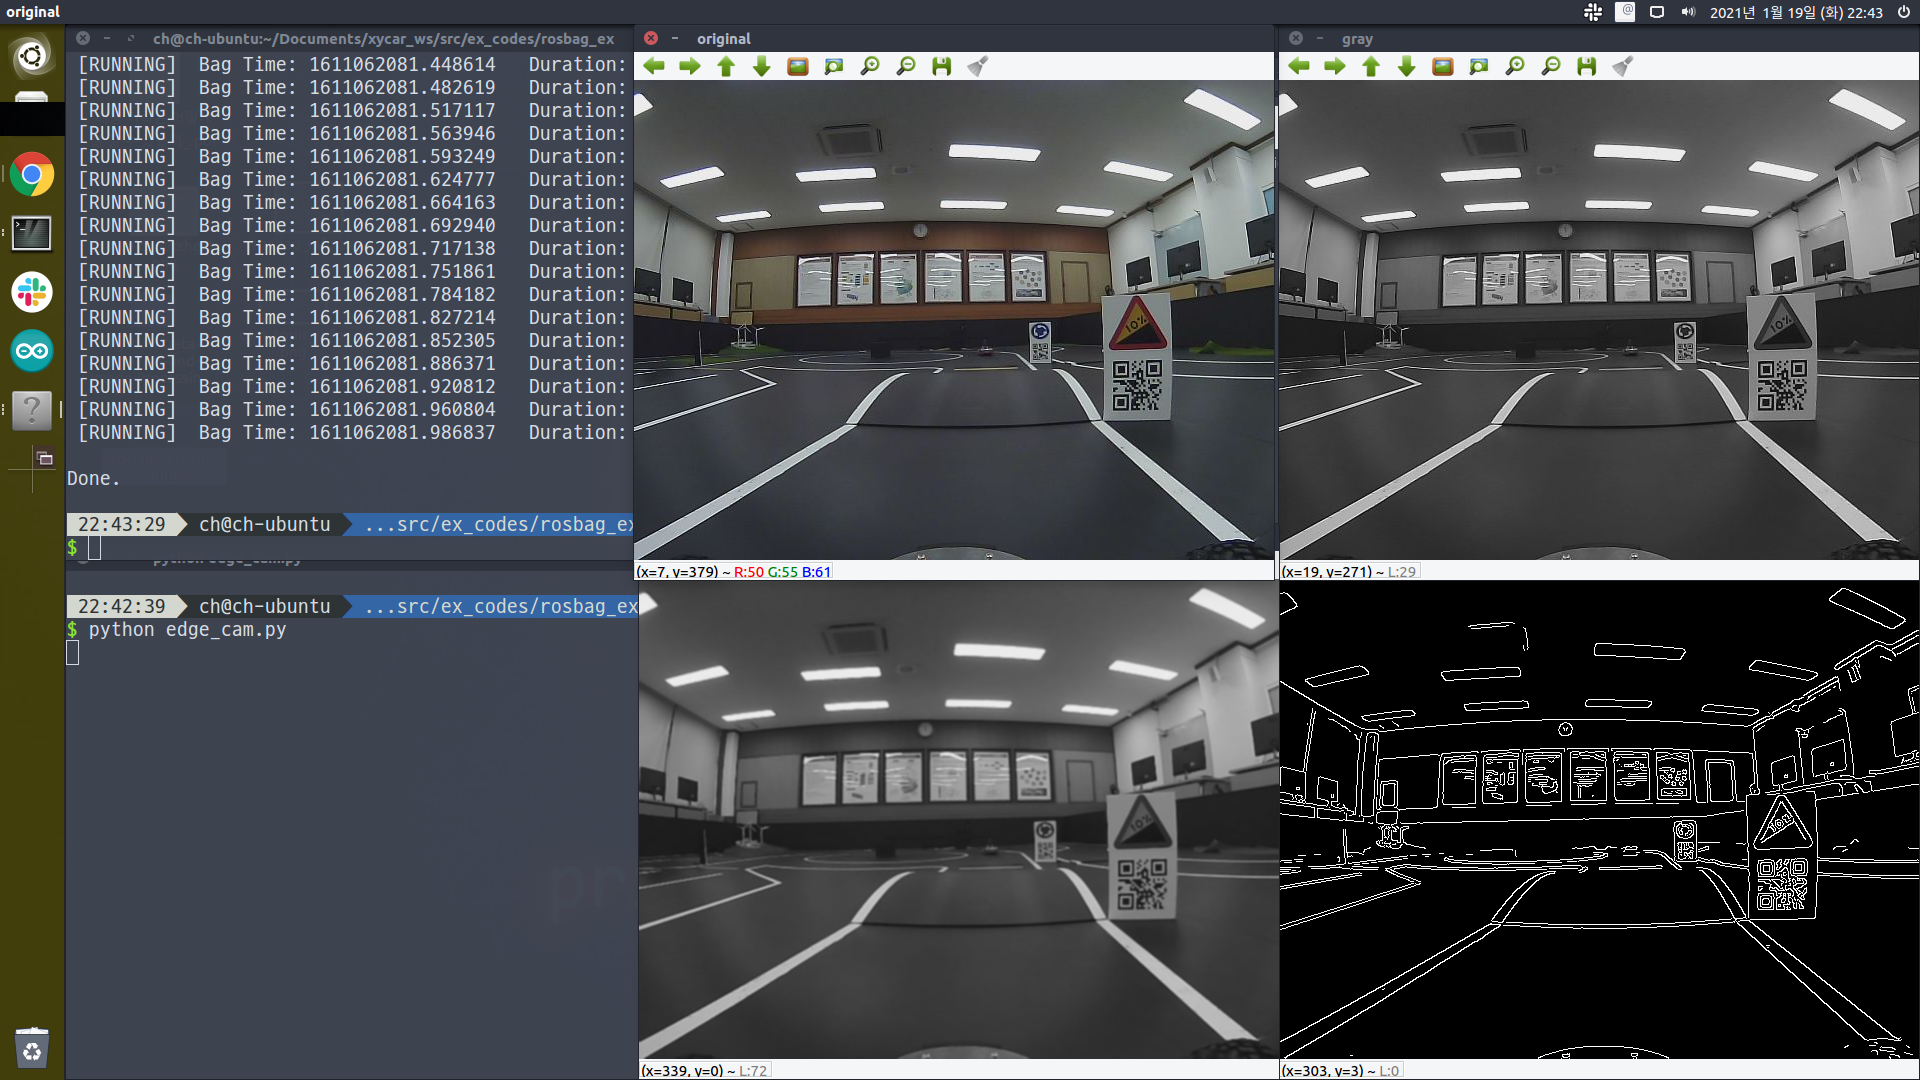 original
2021년 1월 19일 (화) 22:43
ch@ch-ubuntu:~/Documents/xycar_ws/src/ex_codes/rosbag_ex
[RUNNING] Bag Time: 1611062081.448614 Duration:
[RUNNING] Bag Time: 1611062081.482619 Duration:
[RUNNING] Bag Time: 1611062081.517117 Duration:
[RUNNING] Bag Time: 1611062081.563946 Duration:
[RUNNING] Bag Time: 1611062081.593249 Duration:
[RUNNING] Bag Time: 1611062081.624777 Duration:
[RUNNING] Bag Time: 1611062081.664163 Duration:
[RUNNING] Bag Time: 1611062081.692940 Duration:
[RUNNING] Bag Time: 1611062081.717138 Duration:
[RUNNING] Bag Time: 1611062081.751861 Duration:
[RUNNING] Bag Time: 1611062081.784182 Duration:
[RUNNING] Bag Time: 1611062081.827214 Duration:
[RUNNING] Bag Time: 1611062081.852305 Duration:
[RUNNING] Bag Time: 1611062081.886371 Duration:
[RUNNING] Bag Time: 1611062081.920812 Duration:
[RUNNING] Bag Time: 1611062081.960804 Duration:
[RUNNING] Bag Time: 1611062081.986837 Duration:
Done.
22:43:29 ch@ch-ubuntu ...src/ex_codes/rosbag_ex
$
python edge_cam.py
22:42:39 ch@ch-ubuntu ...src/ex_codes/rosbag_ex
$ python edge_cam.py
original
10%
(x=7, y=379) ~ R:50 G:55 B:61
gray
10%
(x=19, y=271) ~ L:29
10%
(x=339, y=0) ~ L:72
10%
(x=303, y=3) ~ L:0